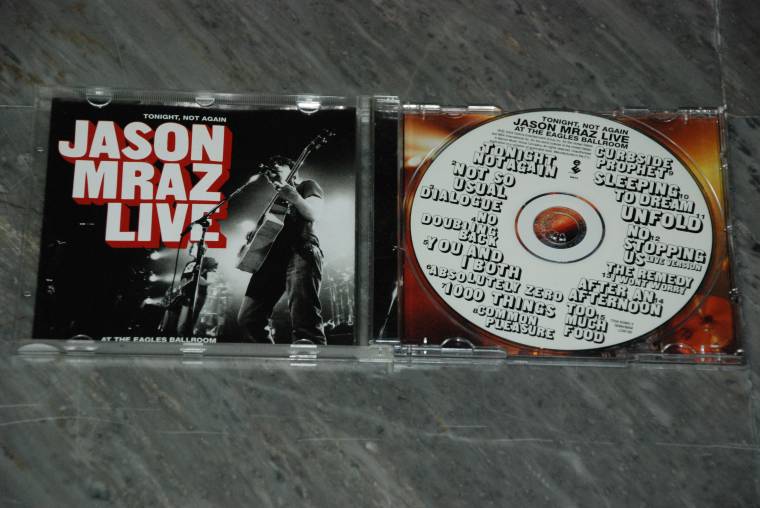 TONIGHT, NOT AGAIN
JASON
MRAZ
LIVE
AT THE EAGLES BALLROOM
TONIGHT, NOT AGAIN
JASON MRAZ LIVE
AT THE EAGLES BALLROOM
TONIGHT
NOT AGAIN
NOT SO
USUAL
DIALOGUE
NO
DOUBLING
BACK
YOU AND
I BOTH
ABSOLUTELY ZERO
1000 THINGS
COMMON
PLEASURE
CURBSIDE
PROPHET
SLEEPING
TO DREAM
UNFOLD
NO
STOPPING
US LIVE VERSION
THE REMEDY
(I WONT WORRY)
AFTER AN
AFTERNOON
TOO
MUCH
FOOD